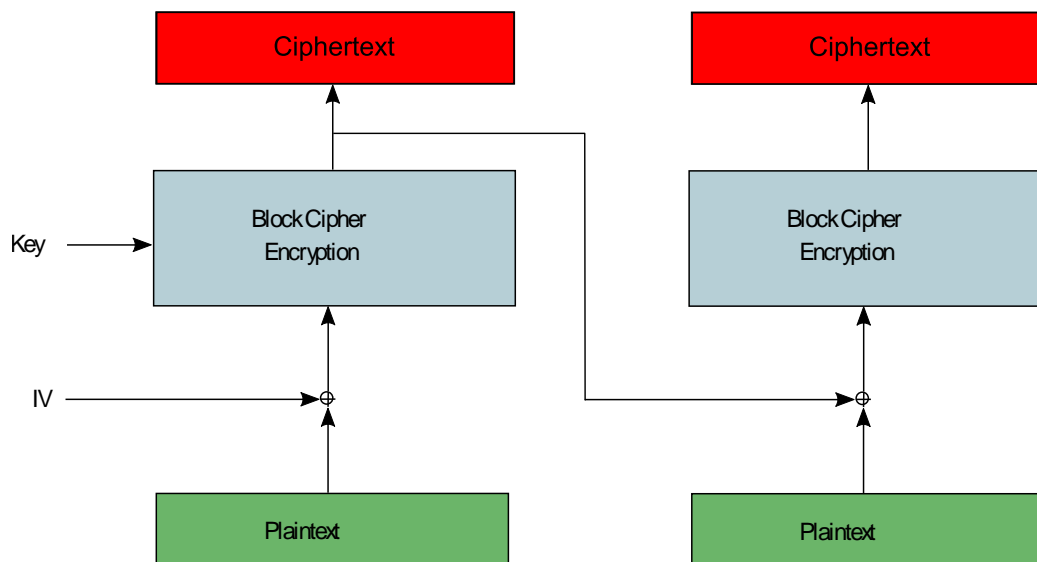 Ciphertext
Ciphertext
Block Cipher
Encryption
Block Cipher
Encryption
Key
IV
Plaintext
Plaintext